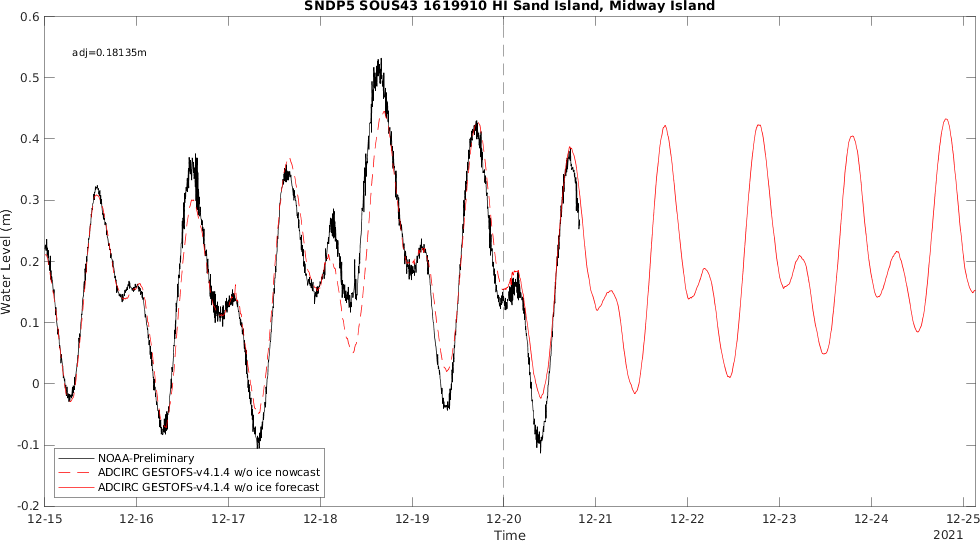 SNDP5 SOUS43 1619910 HI Sand Island, Midway Island
0.6
adj=0.18135m
0.5
0.4
0.3
0.2
0.1
0
-0.1
-0.2
Water Level (m)
NOAA-Preliminary
ADCIRC GESTOFS-v4.1.4 w/o ice nowcast
ADCIRC GESTOFS-v4.1.4 w/o ice forecast
12-15 12-16 12-17 12-18 12-19 12-20 12-21 12-22 12-23 12-24 12-25
Time
2021